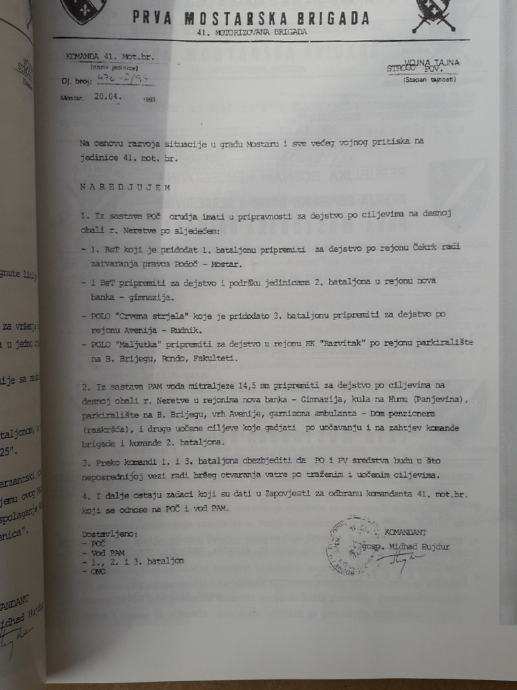 PRVA MOSTARSKA BRIGADA
41. MOTORIZOVANA BRIGADA
KOMANDA 41. Mot.br.
(naziv jedinice)
Dj. broj:
Mostar, 20.04. 1993
VOJNA TAJNA
STROGO POV.
(Stepen tajnosti)
Na osnovu razvoja situacije u gradu Mostaru i sve većeg vojnog pritiska na
jedinice 41. mot. br.
N A R E D J U J E M
1. Iz sastava POČ orudja imati u pripravnosti za dejstvo po ciljevima na desnoj
obali r. Neretve po sljedećem:
- 1. BsT koji je pridodat 1. bataljonu pripremiti za dejstvo po rejonu Čekrk radi
zatvaranja pravca Rodoč - Mostar.
- 1 BsT pripremiti za dejstvo i podršku jedinicama 2. bataljona u rejonu nova
banka - gimnazija.
- POLO "Crvena strjala" koje je pridodato 3. bataljonu pripremiti za dejstvo po
rejonu Avenija - Rudnik.
- POLO "Maljutka" pripremiti za dejstvo u rejonu RK "Razvitak" po rejonu parkiralište
na B. Brijegu, Rondo, Fakulteti.
2. Iz sastava PAM voda mitraljeze 14,5 mm pripremiti za dejstvo po ciljevima na
desnoj obali r. Neretve u rejonima nova banka - Gimnazija, kula na Humu (Panjevina),
parkiralište na B. Brijegu, vrh Avenije, garnizona ambulanta - Dom penzionera
(raskršća), i druge uočene ciljeve koje gadjati po uočavanju i na zahtjev komande
brigade i komande 2. bataljona.
3. Preko komandi 1. i 3. bataljona obezbjediti da PO i PV sredstva budu u što
neposrednijoj vezi radi bržeg otvaranja vatre po traženim i uočenim ciljevima.
4. I dalje ostaju zadaci koji su dati u Zapovjesti za odbranu komandanta 41. mot.br.
koji se odnose na POČ i vod PAM.
Dostavljeno:
- POČ
- Vod PAM
- 1., 2. i 3. bataljon
- ONO
KOMANDANT
gosp. Midhad Hujdur